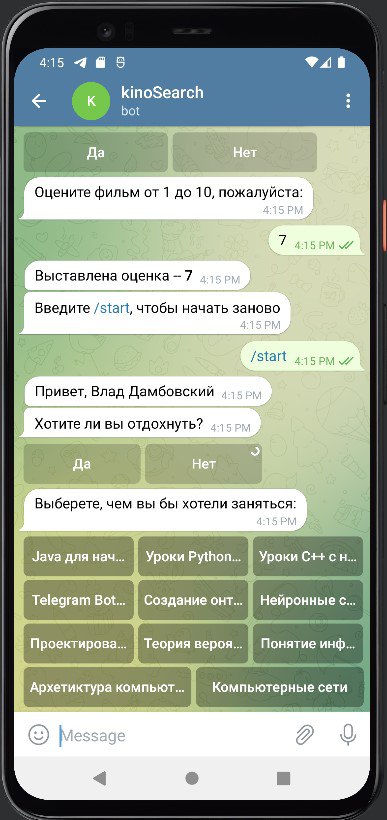 4:15
K
kinoSearch
bot
Да Нет
Оцените фильм от 1 до 10, пожалуйста:
4:15 PM
7 4:15 PM
Выставлена оценка -- 7 4:15 PM
Введите /start, чтобы начать заново
4:15 PM
/start 4:15 PM
Привет, Влад Дамбовский 4:15 PM
Хотите ли вы отдохнуть? 4:15 PM
Да Нет
Выберете, чем вы бы хотели заняться:
4:15 PM
Java для нач... Уроки Python... Уроки C++ с н...
Telegram Bot... Создание онт... Нейронные с...
Проектирова... Теория вероя... Понятие инф...
Архетиктура компьют... Компьютерные сети
Message